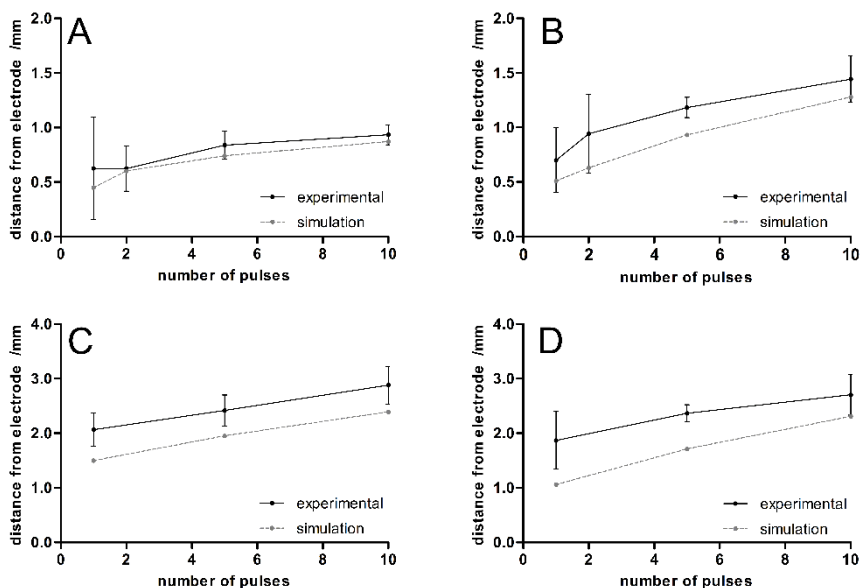 A
distance from electrode /mm
2.0
1.5
1.0
0.5
0.0
0 2 4 6 8 10
number of pulses
experimental
simulation
B
distance from electrode /mm
2.0
1.5
1.0
0.5
0.0
0 2 4 6 8 10
number of pulses
experimental
simulation
C
distance from electrode /mm
4.0
3.0
2.0
1.0
0.0
0 2 4 6 8 10
number of pulses
experimental
simulation
D
distance from electrode /mm
4.0
3.0
2.0
1.0
0.0
0 2 4 6 8 10
number of pulses
experimental
simulation